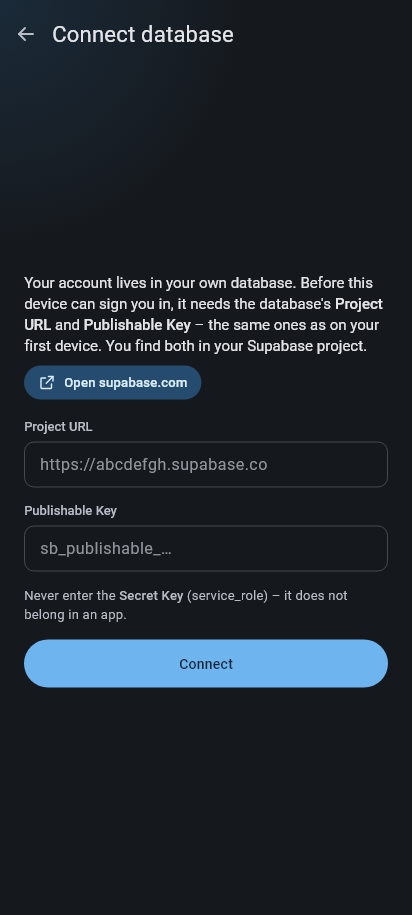 Connect database
Your account lives in your own database. Before this
device can sign you in, it needs the database's Project
URL and Publishable Key – the same ones as on your
first device. You find both in your Supabase project.
Open supabase.com
Project URL
https://abcdefgh.supabase.co
Publishable Key
sb_publishable_…
Never enter the Secret Key (service_role) – it does not
belong in an app.
Connect